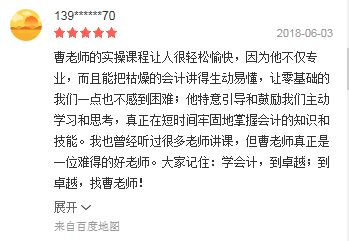 139******70
2018-06-03
曹老师的实操课程让人很轻松愉快，因为他不仅专
业，而且能把枯燥的会计讲得生动易懂，让零基础的
我们一点也不感到困难；他特意引导和鼓励我们主动
学习和思考，真正在短时间牢固地掌握会计的知识和
技能。我也曾经听过很多老师讲课，但曹老师真正是
一位难得的好老师。大家记住：学会计，到卓越；到
卓越，找曹老师！
展开
来自百度地图